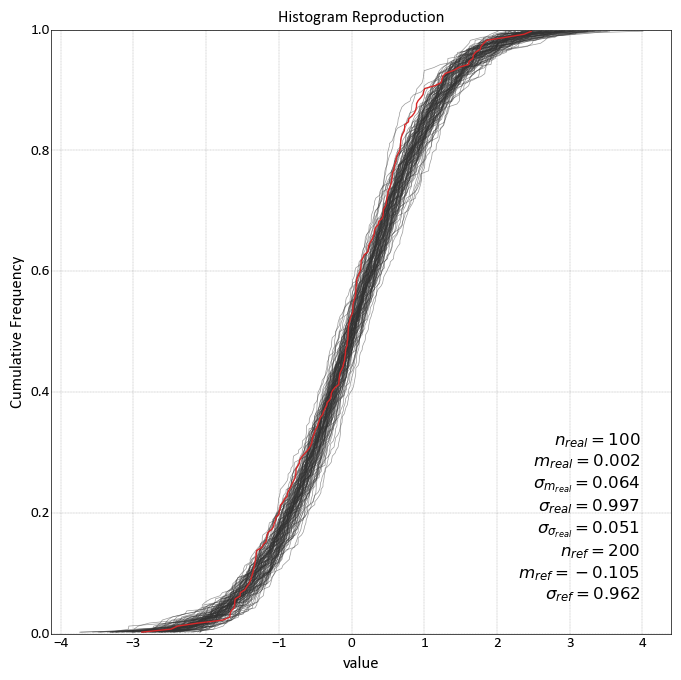 Histogram Reproduction
1.0
0.8
0.6
0.4
0.2
0.0
Cumulative Frequency
n_real = 100
m_real = 0.002
σ_m_real = 0.064
σ_real = 0.997
σ_σ_real = 0.051
n_ref = 200
m_ref = −0.105
σ_ref = 0.962
−4 −3 −2 −1 0 1 2 3 4
value